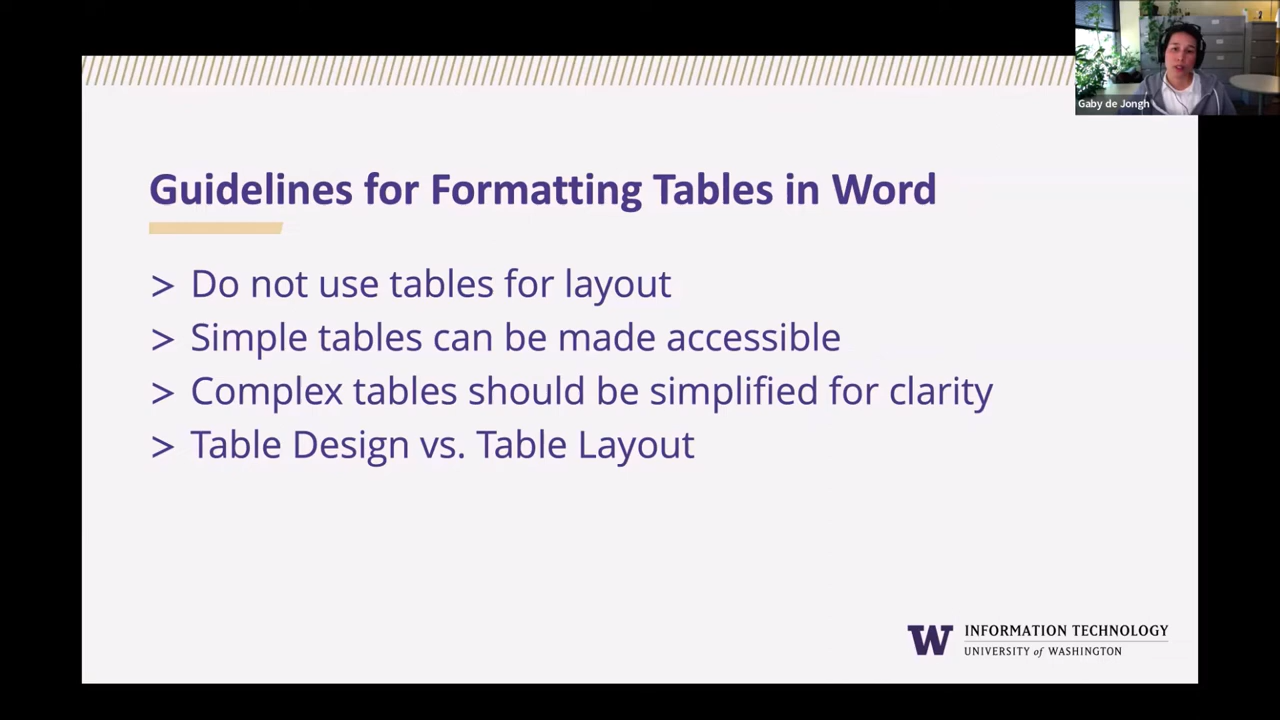 Gaby de Jongh
Guidelines for Formatting Tables in Word
> Do not use tables for layout
> Simple tables can be made accessible
> Complex tables should be simplified for clarity
> Table Design vs. Table Layout
W INFORMATION TECHNOLOGY
UNIVERSITY of WASHINGTON